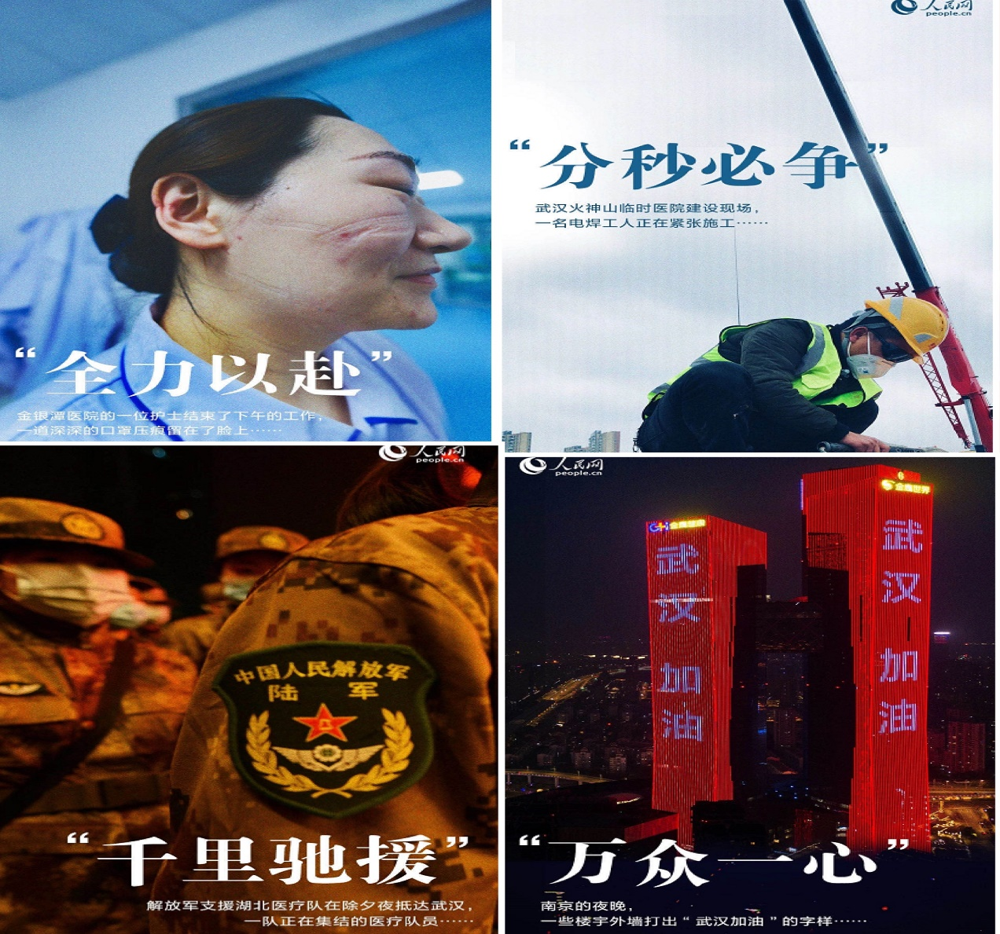 “全力以赴”
金银潭医院的一位护士结束了下午的工作，
一道深深的口罩压痕留在了脸上……
人民网
people.cn
“分秒必争”
武汉火神山临时医院建设现场，
一名电焊工人正在紧张施工……
人民网
people.cn
中国人民解放军
陆 军
“千里驰援”
解放军支援湖北医疗队在除夕夜抵达武汉，
一队正在集结的医疗队员……
人民网
people.cn
金鹰世界
武汉加油
金鹰世界
武汉加油
“万众一心”
南京的夜晚，
一些楼宇外墙打出“武汉加油”的字样……